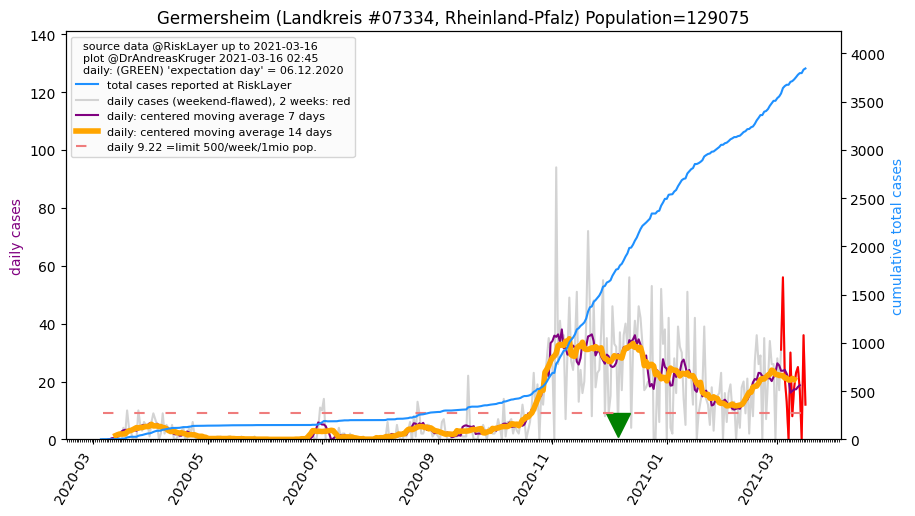 Germersheim (Landkreis #07334, Rheinland-Pfalz) Population=129075
source data @RiskLayer up to 2021-03-16
plot @DrAndreasKruger 2021-03-16 02:45
daily: (GREEN) 'expectation day' = 06.12.2020
total cases reported at RiskLayer
daily cases (weekend-flawed), 2 weeks: red
daily: centered moving average 7 days
daily: centered moving average 14 days
daily 9.22 =limit 500/week/1mio pop.
daily cases
140
120
100
80
60
40
20
0
cumulative total cases
4000
3500
3000
2500
2000
1500
1000
500
0
2020-03
2020-05
2020-07
2020-09
2020-11
2021-01
2021-03